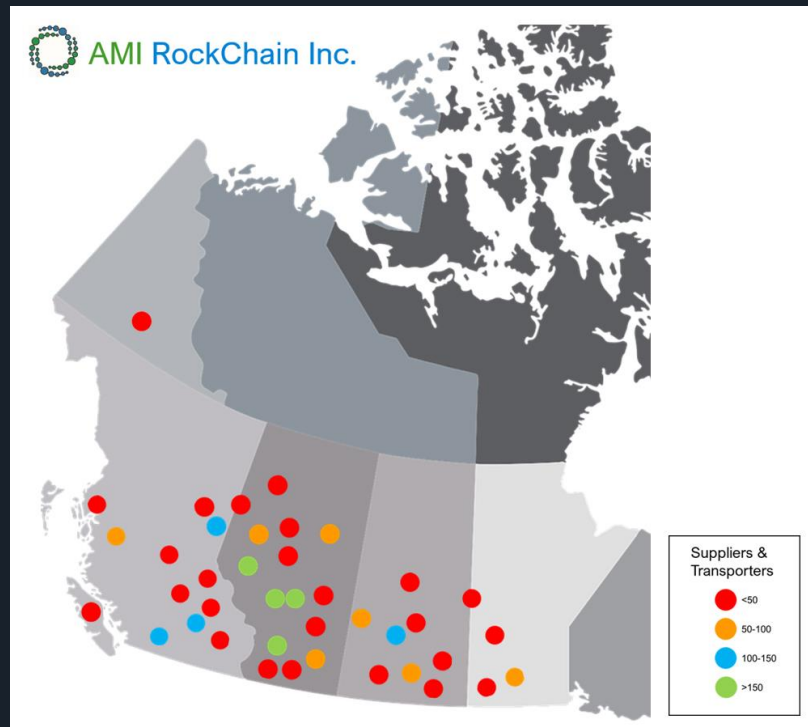 AMI RockChain Inc.
Suppliers &
Transporters
<50
50-100
100-150
>150